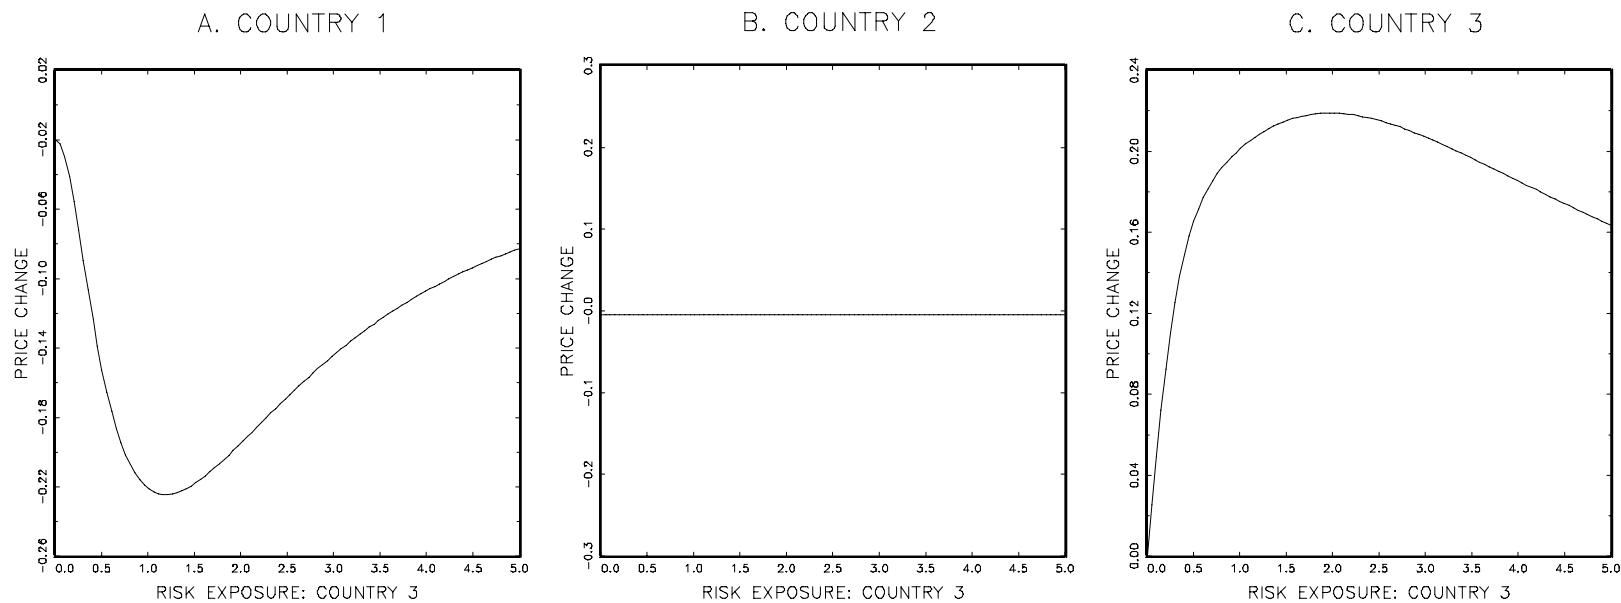 A. COUNTRY 1
PRICE CHANGE
0.02
-0.02
-0.06
-0.10
-0.14
-0.18
-0.22
-0.26
0.0 0.5 1.0 1.5 2.0 2.5 3.0 3.5 4.0 4.5 5.0
RISK EXPOSURE: COUNTRY 3
B. COUNTRY 2
PRICE CHANGE
0.3
0.2
0.1
-0.0
-0.1
-0.2
-0.3
0.0 0.5 1.0 1.5 2.0 2.5 3.0 3.5 4.0 4.5 5.0
RISK EXPOSURE: COUNTRY 3
C. COUNTRY 3
PRICE CHANGE
0.24
0.20
0.16
0.12
0.08
0.04
0.00
0.0 0.5 1.0 1.5 2.0 2.5 3.0 3.5 4.0 4.5 5.0
RISK EXPOSURE: COUNTRY 3